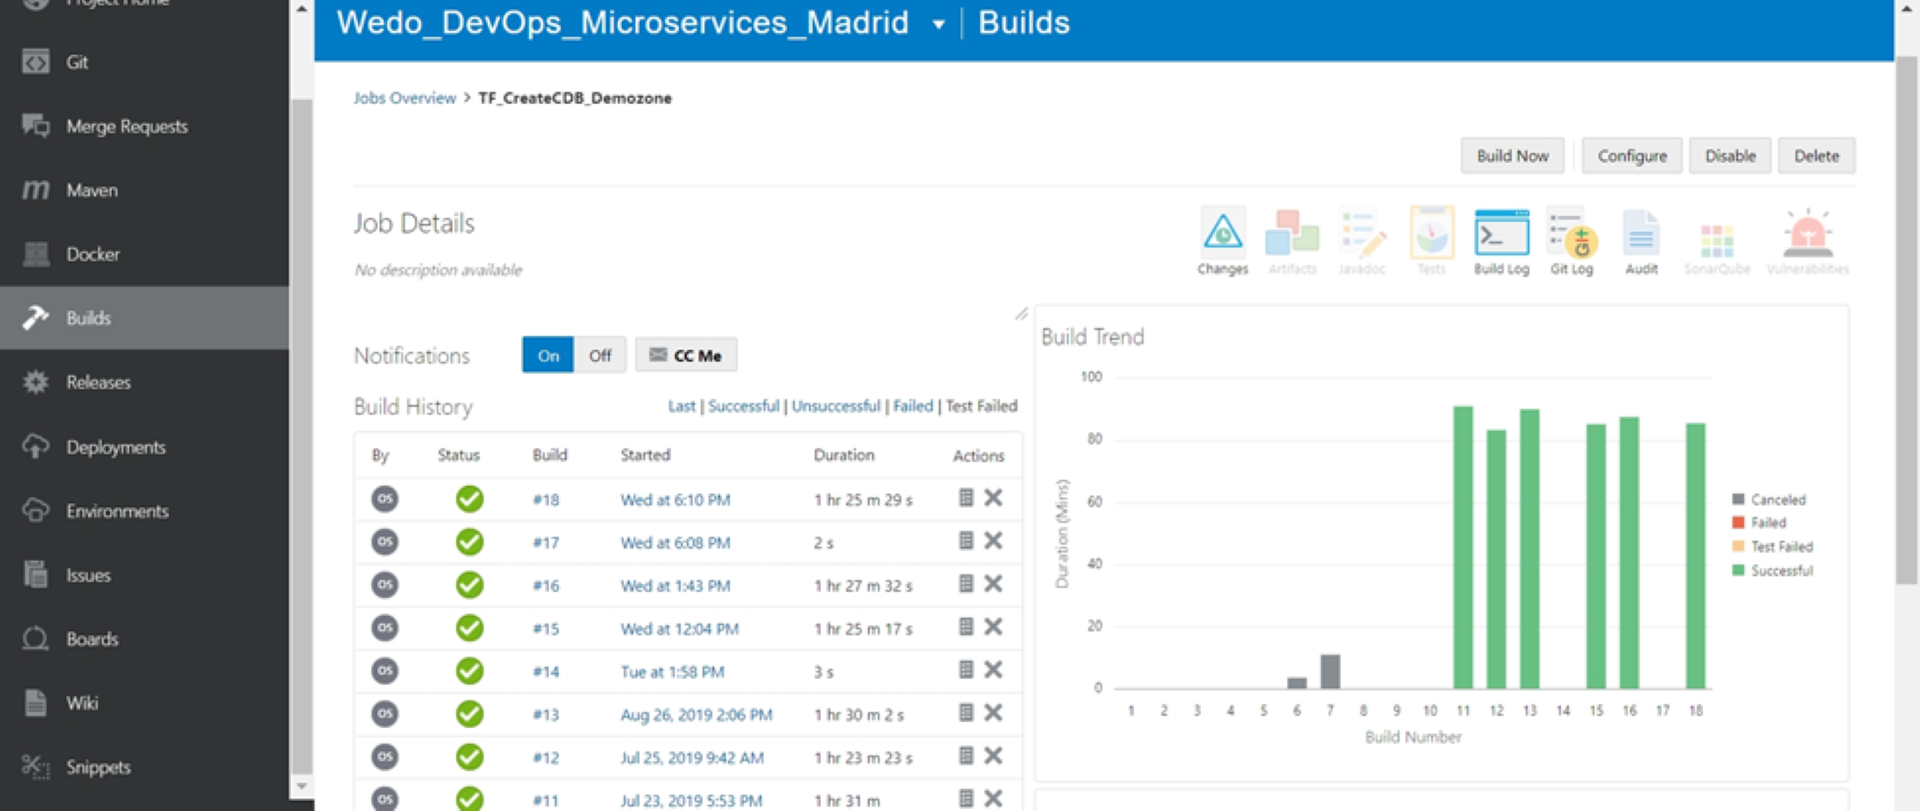 Project Home
Git
Merge Requests
Maven
Docker
Builds
Releases
Deployments
Environments
Issues
Boards
Wiki
Snippets
Wedo_DevOps_Microservices_Madrid | Builds
Jobs Overview > TF_CreateCDB_Demozone
Build Now Configure Disable Delete
Job Details
No description available
Changes Artifacts Javadoc Tests Build Log Git Log Audit SonarQube Vulnerabilities
Notifications On Off CC Me
Build History Last | Successful | Unsuccessful | Failed | Test Failed
By Status Build Started Duration Actions
OS #18 Wed at 6:10 PM 1 hr 25 m 29 s
OS #17 Wed at 6:08 PM 2 s
OS #16 Wed at 1:43 PM 1 hr 27 m 32 s
OS #15 Wed at 12:04 PM 1 hr 25 m 17 s
OS #14 Tue at 1:58 PM 3 s
OS #13 Aug 26, 2019 2:06 PM 1 hr 30 m 2 s
OS #12 Jul 25, 2019 9:42 AM 1 hr 23 m 23 s
OS #11 Jul 23, 2019 5:53 PM 1 hr 31 m
Build Trend
100
80
60
40
20
0
Duration (Mins)
1 2 3 4 5 6 7 8 9 10 11 12 13 14 15 16 17 18
Build Number
Canceled
Failed
Test Failed
Successful